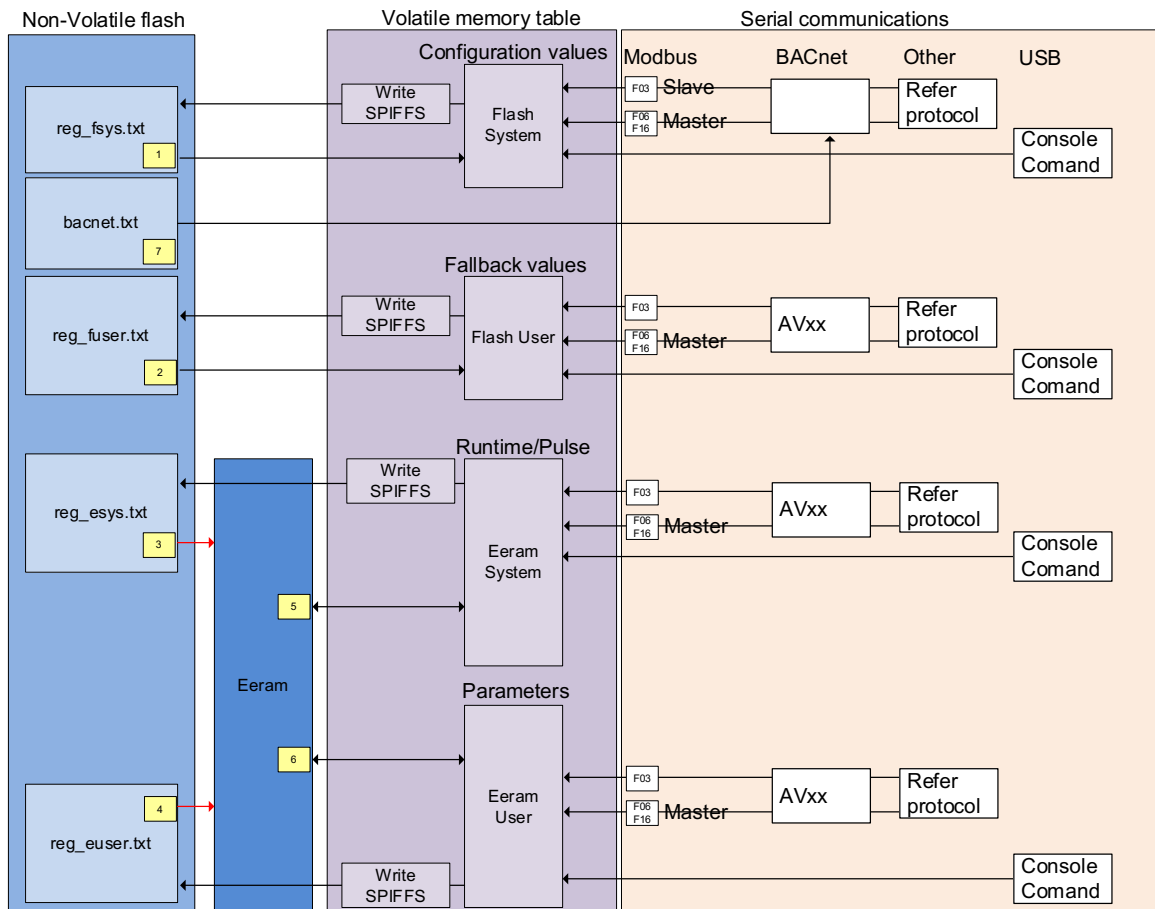 Non-Volatile flash
Volatile memory table
Serial communications
Configuration values
Modbus
BACnet
Other
USB
reg_fsys.txt
1
Write
SPIFFS
Flash
System
F03
Slave
F06
F16
Master
Refer
protocol
Console
Comand
bacnet.txt
7
Fallback values
reg_fuser.txt
2
Write
SPIFFS
Flash User
F03
F06
F16
Master
AVxx
Refer
protocol
Console
Comand
Runtime/Pulse
reg_esys.txt
3
Write
SPIFFS
Eeram
System
F03
F06
F16
Master
AVxx
Refer
protocol
Console
Comand
5
Eeram
6
Parameters
4
reg_euser.txt
Write
SPIFFS
Eeram
User
F03
F06
F16
Master
AVxx
Refer
protocol
Console
Comand